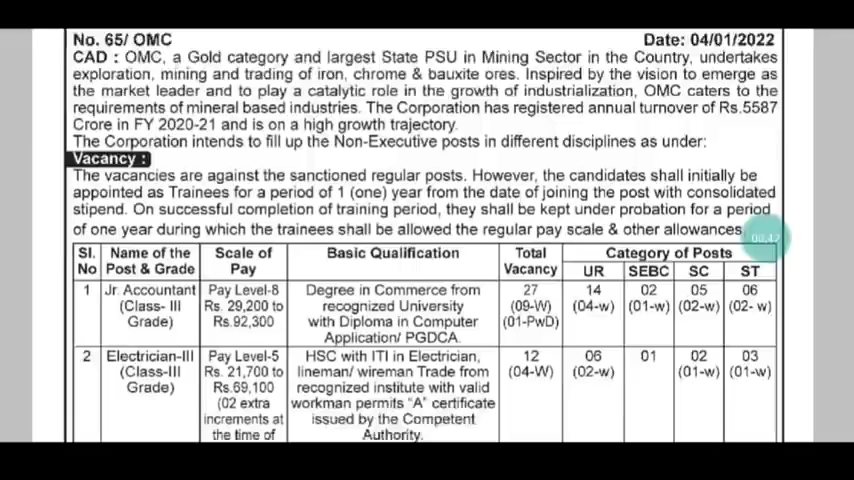 No. 65/ OMC Date: 04/01/2022
CAD : OMC, a Gold category and largest State PSU in Mining Sector in the Country, undertakes
exploration, mining and trading of iron, chrome & bauxite ores. Inspired by the vision to emerge as
the market leader and to play a catalytic role in the growth of industrialization, OMC caters to the
requirements of mineral based industries. The Corporation has registered annual turnover of Rs.5587
Crore in FY 2020-21 and is on a high growth trajectory.
The Corporation intends to fill up the Non-Executive posts in different disciplines as under:
Vacancy :
The vacancies are against the sanctioned regular posts. However, the candidates shall initially be
appointed as Trainees for a period of 1 (one) year from the date of joining the post with consolidated
stipend. On successful completion of training period, they shall be kept under probation for a period
of one year during which the trainees shall be allowed the regular pay scale & other allowances.
00:42
Sl. Name of the Scale of Basic Qualification Total Category of Posts
No Post & Grade Pay Vacancy UR SEBC SC ST
1 Jr. Accountant Pay Level-8 Degree in Commerce from 27 14 02 05 06
(Class- III Rs. 29,200 to recognized University (09-W) (04-w) (01-w) (02-w) (02- w)
Grade) Rs.92,300 with Diploma in Computer (01-PwD)
Application/ PGDCA.
2 Electrician-III Pay Level-5 HSC with ITI in Electrician, 12 06 01 02 03
(Class-III Rs. 21,700 to lineman/ wireman Trade from (04-W) (02-w) (01-w) (01-w)
Grade) Rs.69,100 recognized institute with valid
(02 extra workman permits "A" certificate
increments at issued by the Competent
the time of Authority.